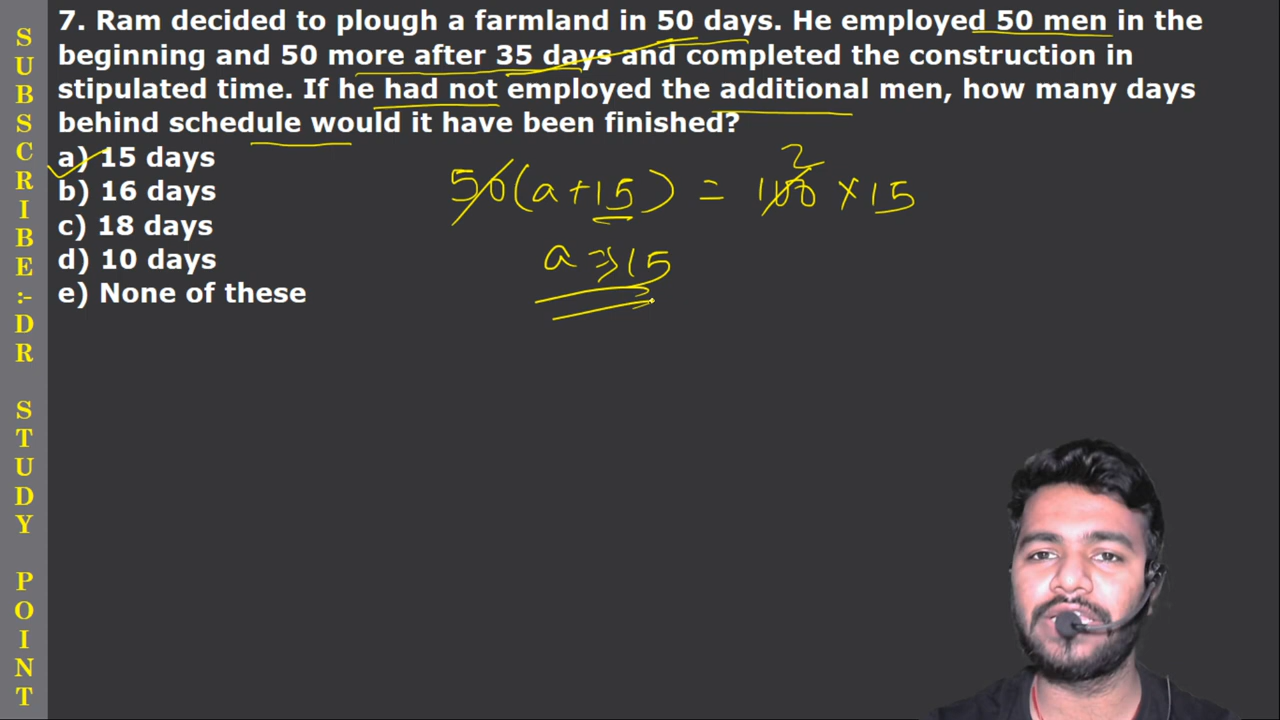 SUBSCRIBE:-DR STUDY POINT
7. Ram decided to plough a farmland in 50 days. He employed 50 men in the
beginning and 50 more after 35 days and completed the construction in
stipulated time. If he had not employed the additional men, how many days
behind schedule would it have been finished?
a) 15 days
b) 16 days
c) 18 days
d) 10 days
e) None of these
2
50(a+15) = 100 × 15
a ⇒ 15